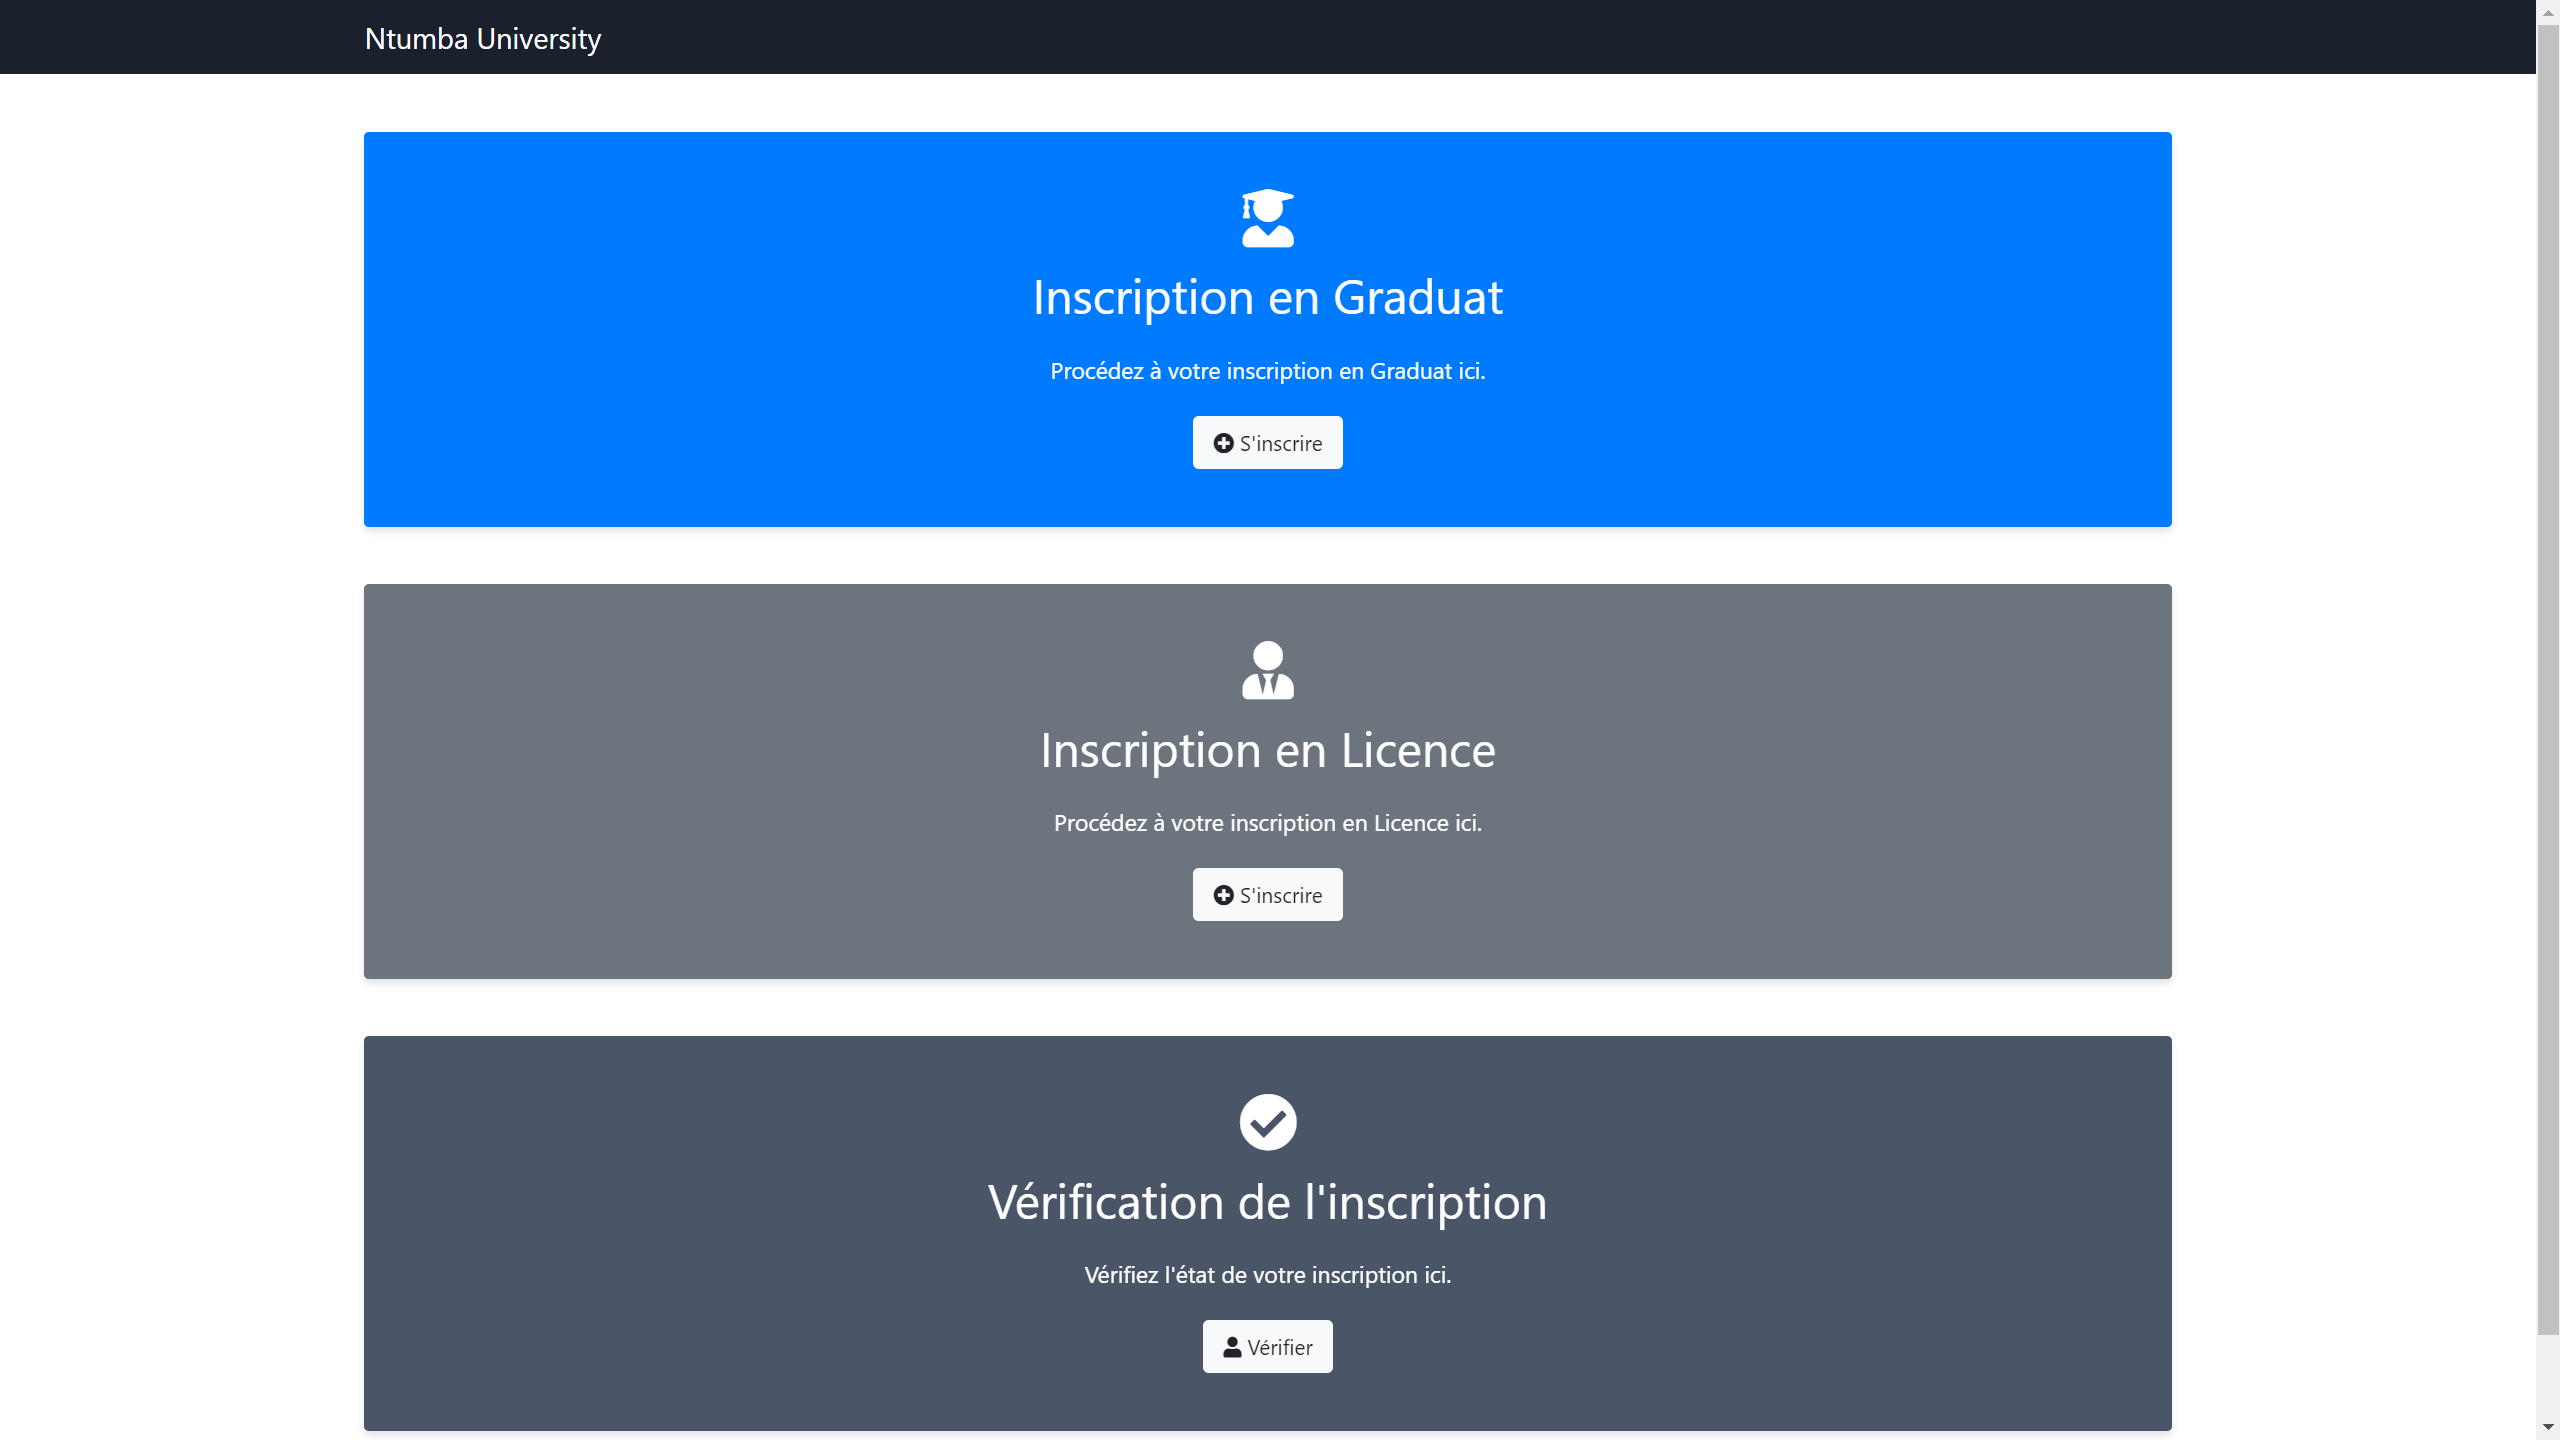 Ntumba University
Inscription en Graduat
Procédez à votre inscription en Graduat ici.
S'inscrire
Inscription en Licence
Procédez à votre inscription en Licence ici.
S'inscrire
Vérification de l'inscription
Vérifiez l'état de votre inscription ici.
Vérifier